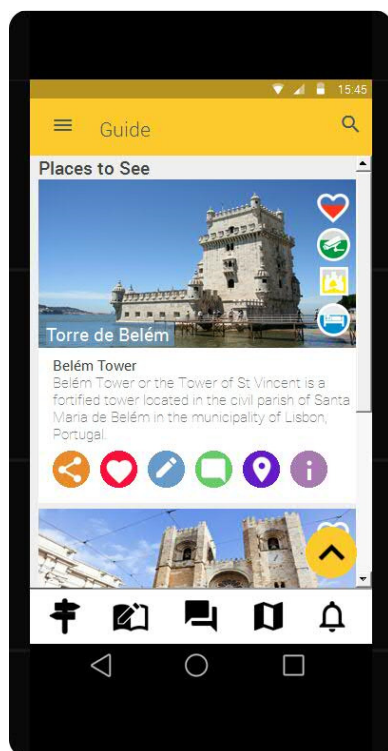 15:45
Guide
Places to See
Torre de Belém
Belém Tower
Belém Tower or the Tower of St Vincent is a
fortified tower located in the civil parish of Santa
Maria de Belém in the municipality of Lisbon,
Portugal.